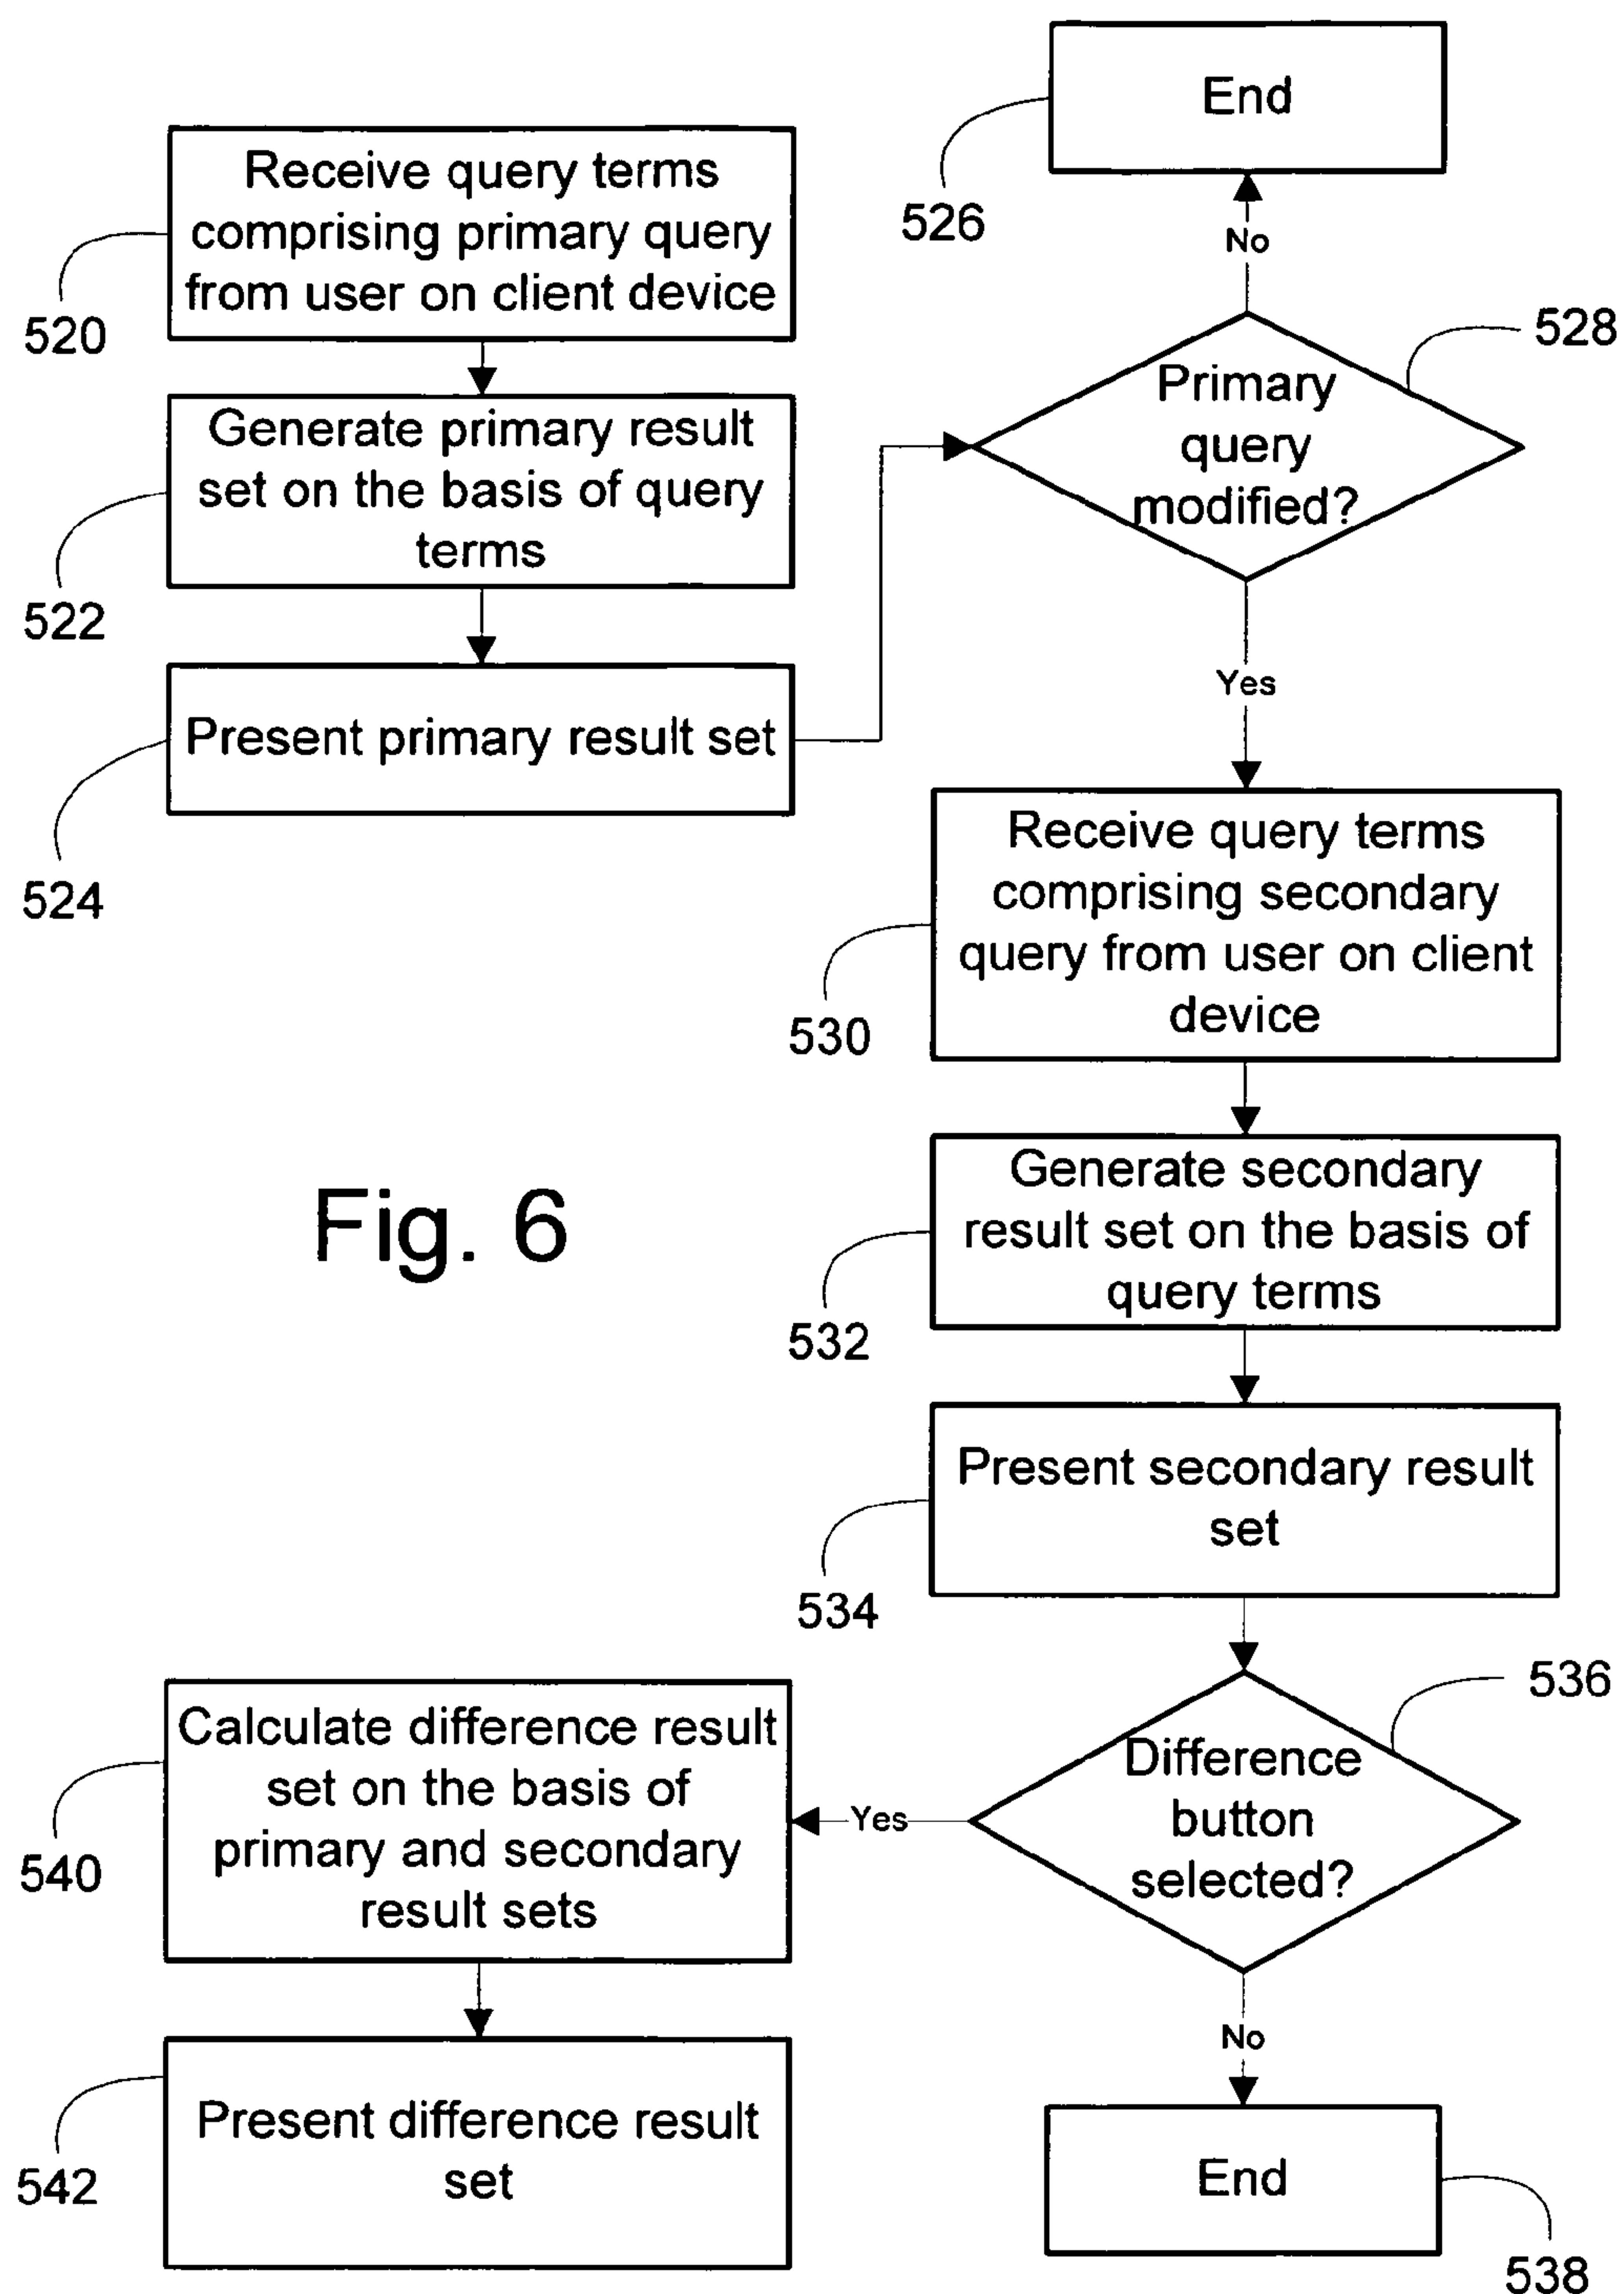 Receive query terms
comprising primary query
from user on client device
520
Generate primary result
set on the basis of query
terms
522
Present primary result set
524
End
526
No
Primary
query
modified?
528
Yes
Receive query terms
comprising secondary
query from user on client
device
530
Generate secondary
result set on the basis of
query terms
532
Present secondary result
set
534
Difference
button
selected?
536
Yes
No
End
538
Calculate difference result
set on the basis of
primary and secondary
result sets
540
Present difference result
set
542
Fig. 6